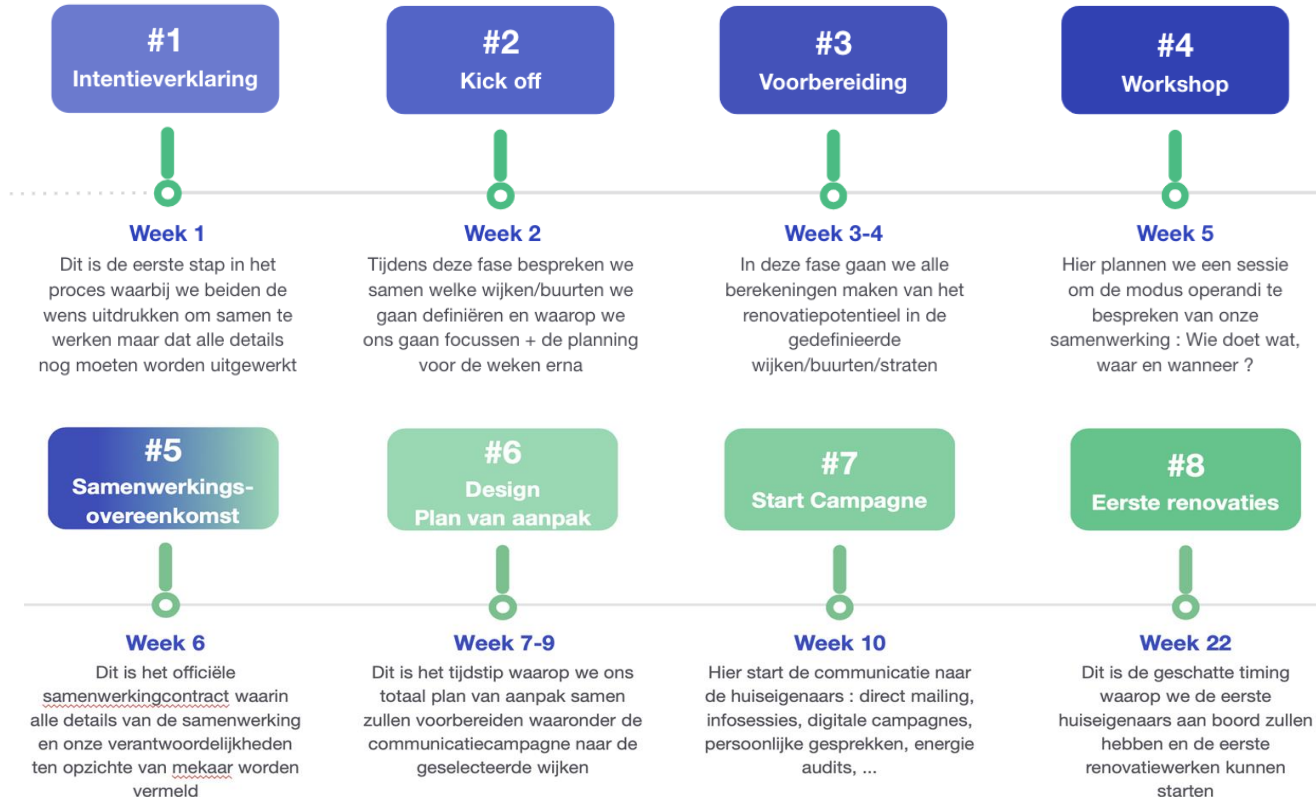 #1
Intentieverklaring
#2
Kick off
#3
Voorbereiding
#4
Workshop
Week 1
Dit is de eerste stap in het
proces waarbij we beiden de
wens uitdrukken om samen te
werken maar dat alle details
nog moeten worden uitgewerkt
Week 2
Tijdens deze fase bespreken we
samen welke wijken/buurten we
gaan definiëren en waarop we
ons gaan focussen + de planning
voor de weken erna
Week 3-4
In deze fase gaan we alle
berekeningen maken van het
renovatiepotentieel in de
gedefinieerde
wijken/buurten/straten
Week 5
Hier plannen we een sessie
om de modus operandi te
bespreken van onze
samenwerking : Wie doet wat,
waar en wanneer ?
#5
Samenwerkings-
overeenkomst
#6
Design
Plan van aanpak
#7
Start Campagne
#8
Eerste renovaties
Week 6
Dit is het officiële
samenwerkingcontract waarin
alle details van de samenwerking
en onze verantwoordelijkheden
ten opzichte van mekaar worden
vermeld
Week 7-9
Dit is het tijdstip waarop we ons
totaal plan van aanpak samen
zullen voorbereiden waaronder de
communicatiecampagne naar de
geselecteerde wijken
Week 10
Hier start de communicatie naar
de huiseigenaars : direct mailing,
infosessies, digitale campagnes,
persoonlijke gesprekken, energie
audits, ...
Week 22
Dit is de geschatte timing
waarop we de eerste
huiseigenaars aan boord zullen
hebben en de eerste
renovatiewerken kunnen
starten